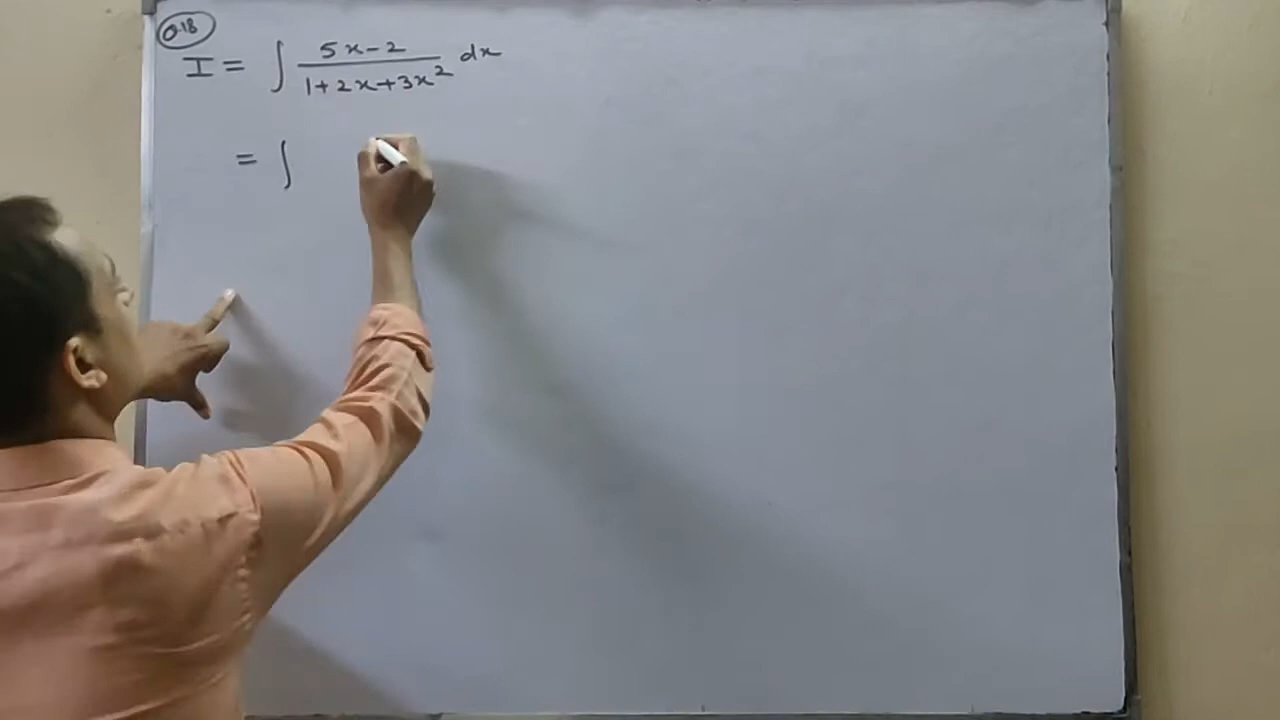 Q.18
I = ∫ (5x-2)/(1+2x+3x²) dx
= ∫